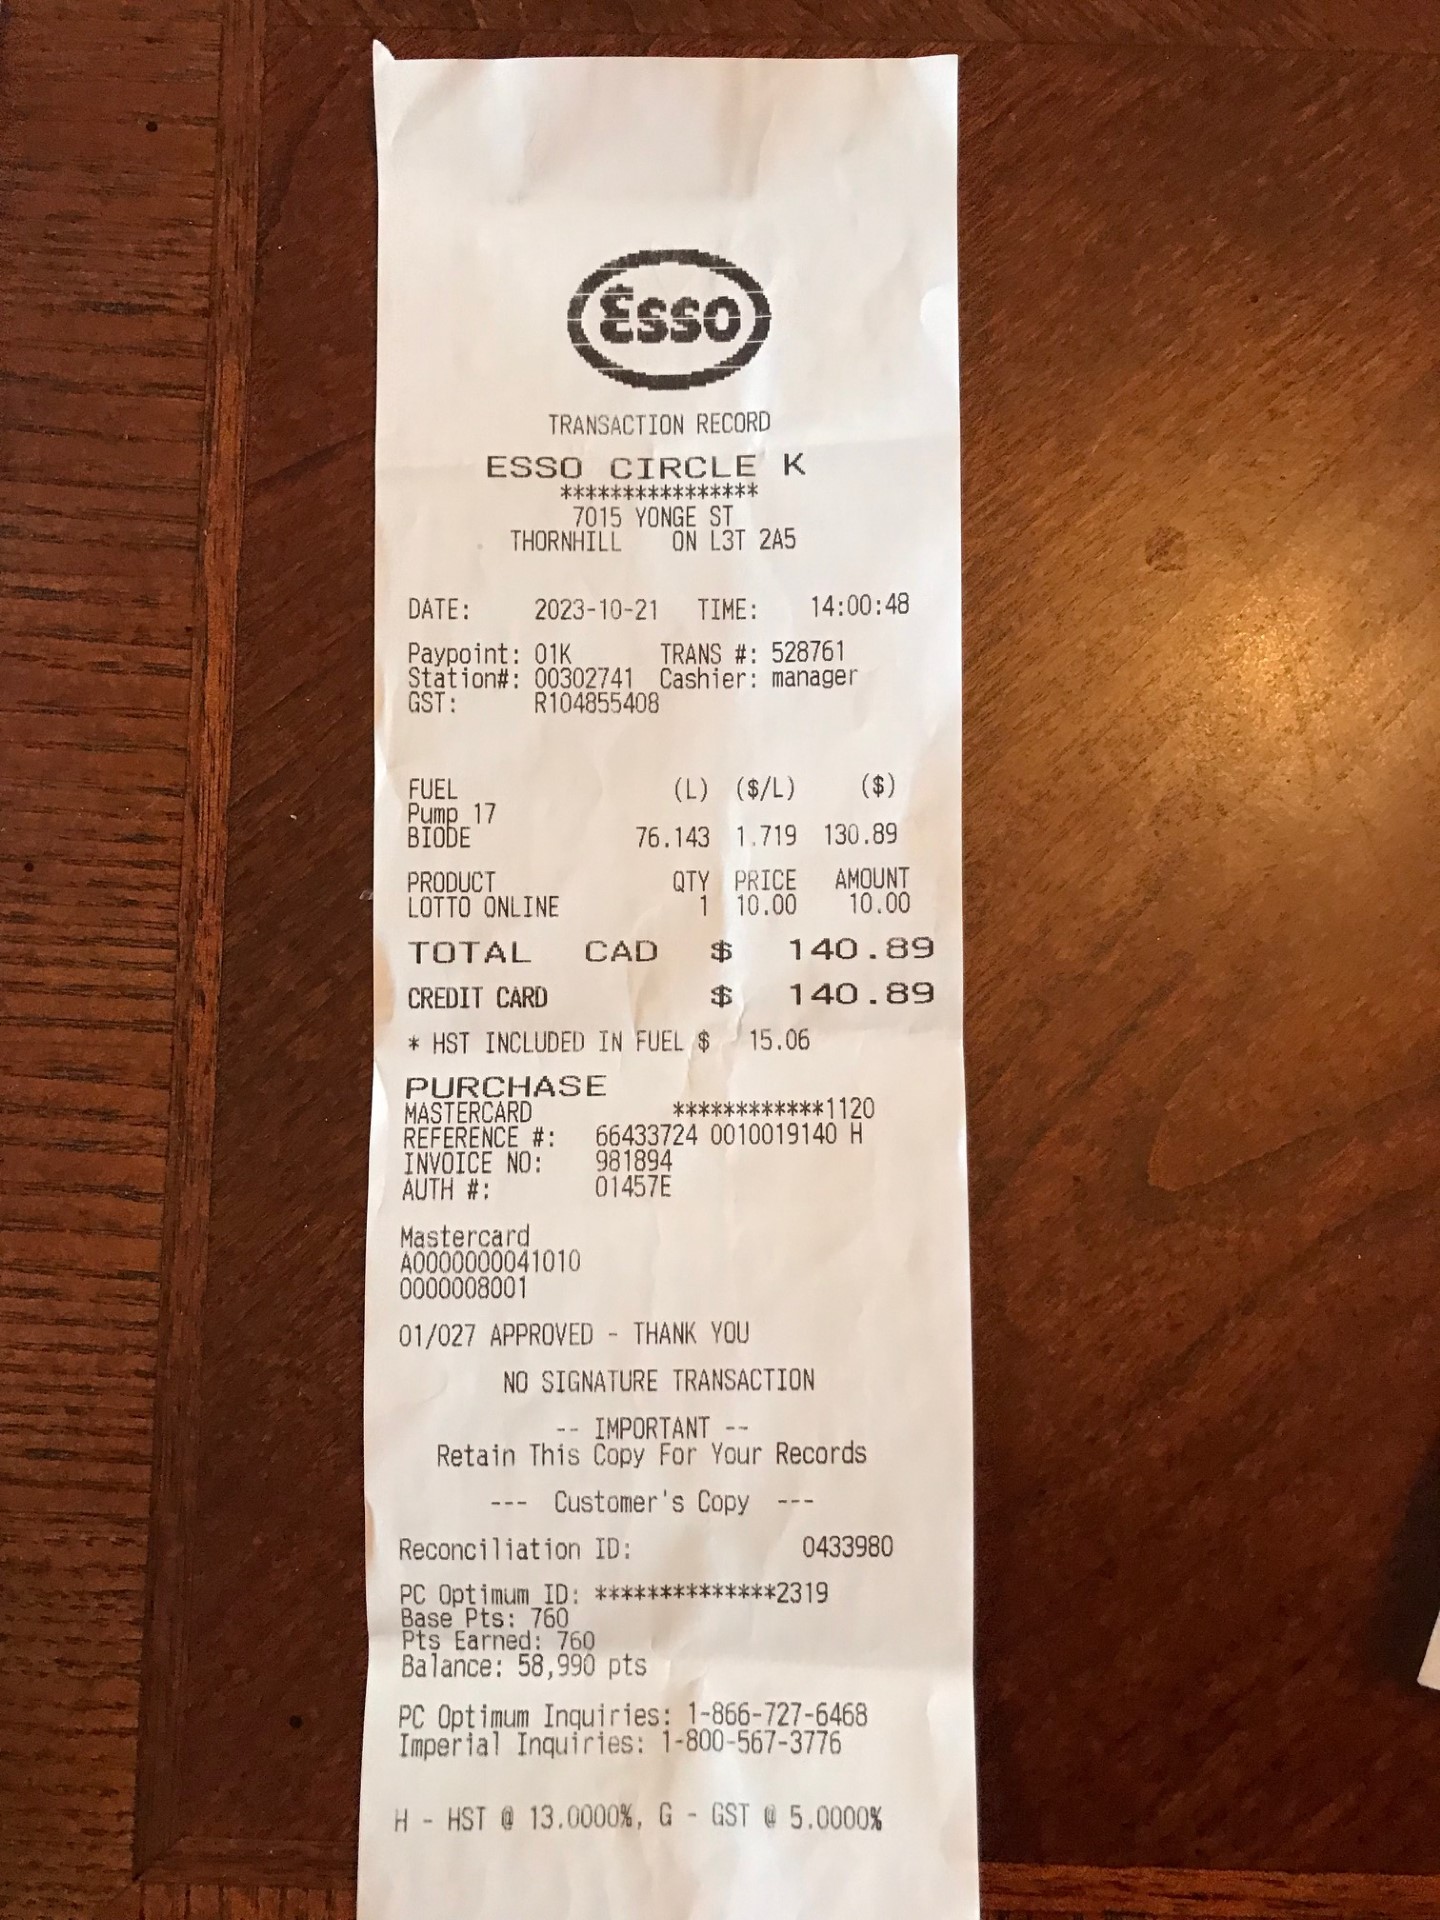 Esso
TRANSACTION RECORD
ESSO CIRCLE K
****************
7015 YONGE ST
THORNHILL ON L3T 2A5
DATE: 2023-10-21 TIME: 14:00:48
Paypoint: 01K TRANS #: 528761
Station#: 00302741 Cashier: manager
GST: R104855408
FUEL (L) ($/L) ($)
Pump 17
BIODE 76.143 1.719 130.89
PRODUCT QTY PRICE AMOUNT
LOTTO ONLINE 1 10.00 10.00
TOTAL CAD $ 140.89
CREDIT CARD $ 140.89
* HST INCLUDED IN FUEL $ 15.06
PURCHASE
MASTERCARD ************1120
REFERENCE #: 66433724 0010019140 H
INVOICE NO: 981894
AUTH #: 01457E
Mastercard
A0000000041010
0000008001
01/027 APPROVED - THANK YOU
NO SIGNATURE TRANSACTION
-- IMPORTANT --
Retain This Copy For Your Records
--- Customer's Copy ---
Reconciliation ID: 0433980
PC Optimum ID: **************2319
Base Pts: 760
Pts Earned: 760
Balance: 58,990 pts
PC Optimum Inquiries: 1-866-727-6468
Imperial Inquiries: 1-800-567-3776
H - HST @ 13.0000%, G - GST @ 5.0000%